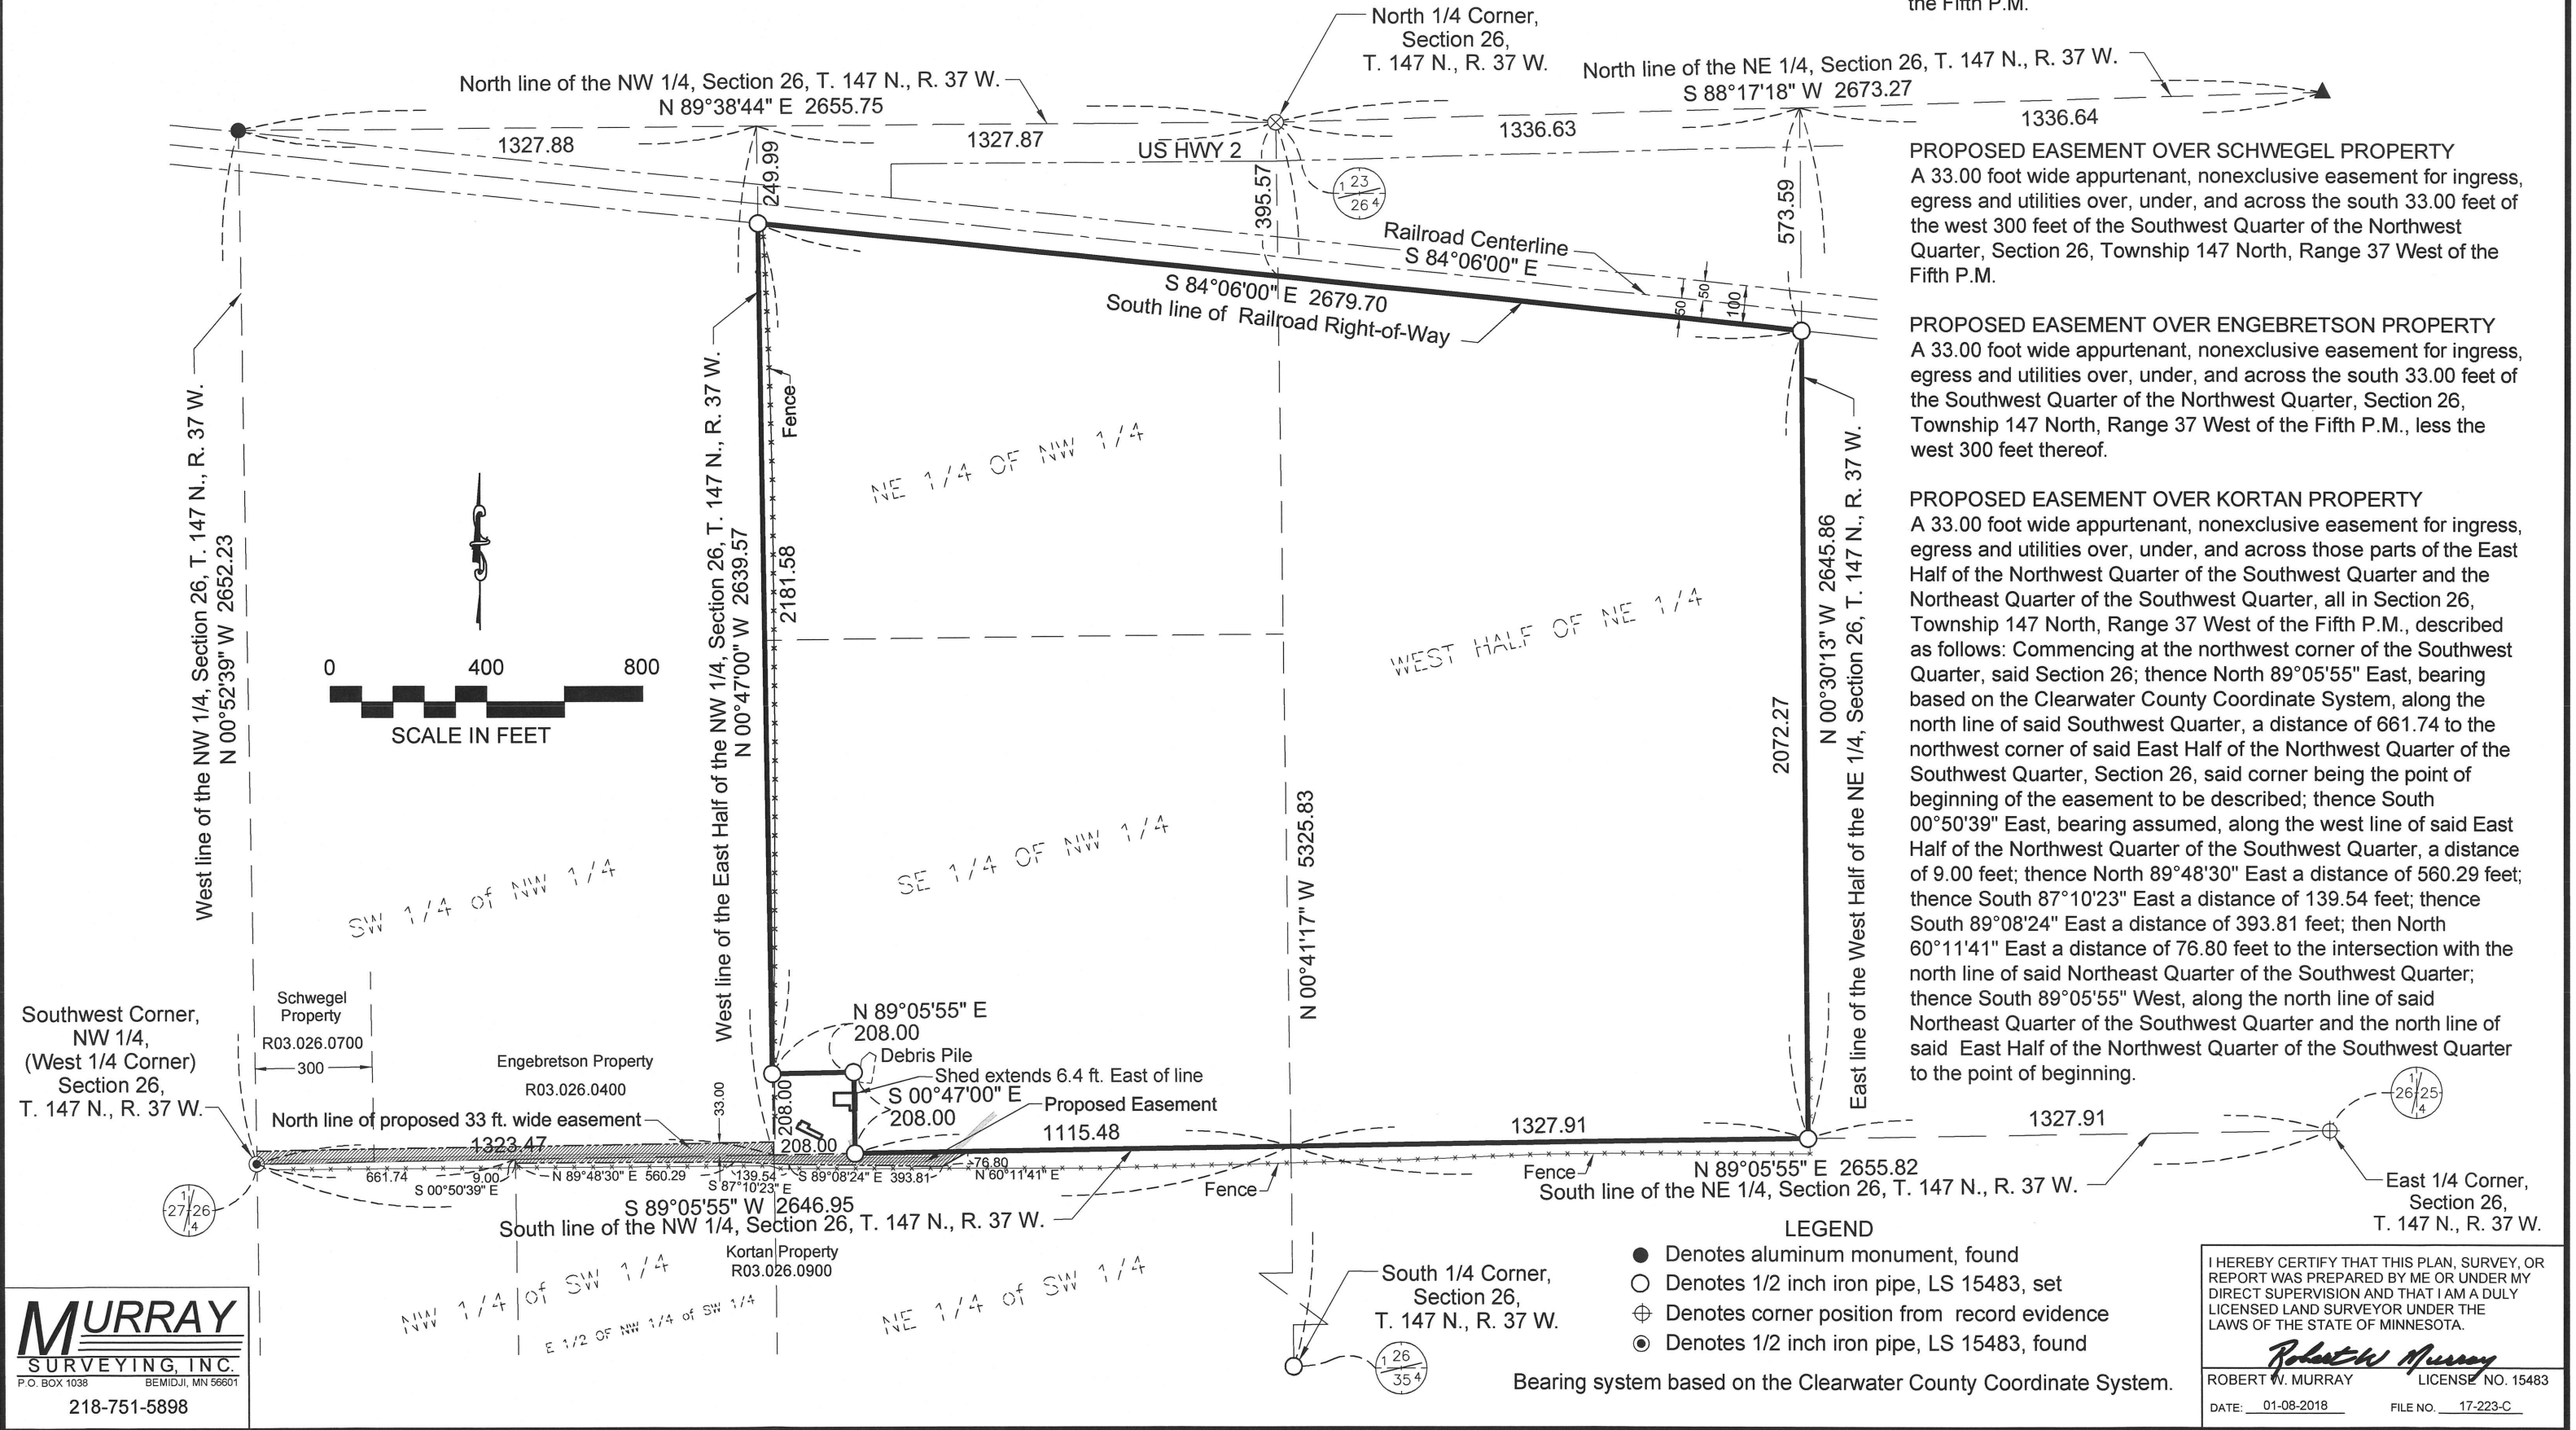 the Fifth P.M.
North 1/4 Corner,
Section 26,
T. 147 N., R. 37 W.
North line of the NW 1/4, Section 26, T. 147 N., R. 37 W.
N 89°38'44" E 2655.75
North line of the NE 1/4, Section 26, T. 147 N., R. 37 W.
S 88°17'18" W 2673.27
1327.88
1327.87
1336.63
1336.64
US HWY 2
249.99
395.57
573.59
1 23
26 4
Railroad Centerline
S 84°06'00" E
S 84°06'00" E 2679.70
South line of Railroad Right-of-Way
50
50
100
West line of the NW 1/4, Section 26, T. 147 N., R. 37 W.
N 00°52'39" W 2652.23
West line of the East Half of the NW 1/4, Section 26, T. 147 N., R. 37 W.
N 00°47'00" W 2639.57
2181.58
Fence
NE 1/4 OF NW 1/4
WEST HALF OF NE 1/4
2072.27
N 00°30'13" W 2645.86
East line of the West Half of the NE 1/4, Section 26, T. 147 N., R. 37 W.
0 400 800
SCALE IN FEET
SW 1/4 of NW 1/4
SE 1/4 OF NW 1/4
N 00°41'17" W 5325.83
PROPOSED EASEMENT OVER SCHWEGEL PROPERTY
A 33.00 foot wide appurtenant, nonexclusive easement for ingress,
egress and utilities over, under, and across the south 33.00 feet of
the west 300 feet of the Southwest Quarter of the Northwest
Quarter, Section 26, Township 147 North, Range 37 West of the
Fifth P.M.
PROPOSED EASEMENT OVER ENGEBRETSON PROPERTY
A 33.00 foot wide appurtenant, nonexclusive easement for ingress,
egress and utilities over, under, and across the south 33.00 feet of
the Southwest Quarter of the Northwest Quarter, Section 26,
Township 147 North, Range 37 West of the Fifth P.M., less the
west 300 feet thereof.
PROPOSED EASEMENT OVER KORTAN PROPERTY
A 33.00 foot wide appurtenant, nonexclusive easement for ingress,
egress and utilities over, under, and across those parts of the East
Half of the Northwest Quarter of the Southwest Quarter and the
Northeast Quarter of the Southwest Quarter, all in Section 26,
Township 147 North, Range 37 West of the Fifth P.M., described
as follows: Commencing at the northwest corner of the Southwest
Quarter, said Section 26; thence North 89°05'55" East, bearing
based on the Clearwater County Coordinate System, along the
north line of said Southwest Quarter, a distance of 661.74 to the
northwest corner of said East Half of the Northwest Quarter of the
Southwest Quarter, Section 26, said corner being the point of
beginning of the easement to be described; thence South
00°50'39" East, bearing assumed, along the west line of said East
Half of the Northwest Quarter of the Southwest Quarter, a distance
of 9.00 feet; thence North 89°48'30" East a distance of 560.29 feet;
thence South 87°10'23" East a distance of 139.54 feet; thence
South 89°08'24" East a distance of 393.81 feet; then North
60°11'41" East a distance of 76.80 feet to the intersection with the
north line of said Northeast Quarter of the Southwest Quarter;
thence South 89°05'55" West, along the north line of said
Northeast Quarter of the Southwest Quarter and the north line of
said East Half of the Northwest Quarter of the Southwest Quarter
to the point of beginning.
Southwest Corner,
NW 1/4,
(West 1/4 Corner)
Section 26,
T. 147 N., R. 37 W.
Schwegel
Property
R03.026.0700
300
Engebretson Property
R03.026.0400
North line of proposed 33 ft. wide easement
33.00
1323.47
N 89°05'55" E
208.00
Debris Pile
Shed extends 6.4 ft. East of line
S 00°47'00" E
208.00
208.00
208.00
Proposed Easement
1115.48
1327.91
1327.91
1
26 25
4
1
27 26
4
661.74
S 00°50'39" E
9.00
N 89°48'30" E 560.29
139.54
S 87°10'23" E
S 89°08'24" E 393.81
76.80
N 60°11'41" E
Fence
Fence
N 89°05'55" E 2655.82
South line of the NE 1/4, Section 26, T. 147 N., R. 37 W.
S 89°05'55" W 2646.95
South line of the NW 1/4, Section 26, T. 147 N., R. 37 W.
East 1/4 Corner,
Section 26,
T. 147 N., R. 37 W.
Kortan Property
R03.026.0900
NW 1/4 of SW 1/4
E 1/2 OF NW 1/4 of SW 1/4
NE 1/4 of SW 1/4
South 1/4 Corner,
Section 26,
T. 147 N., R. 37 W.
1 26
35 4
LEGEND
Denotes aluminum monument, found
Denotes 1/2 inch iron pipe, LS 15483, set
Denotes corner position from record evidence
Denotes 1/2 inch iron pipe, LS 15483, found
Bearing system based on the Clearwater County Coordinate System.
MURRAY
SURVEYING, INC.
P.O. BOX 1038 BEMIDJI, MN 56601
218-751-5898
I HEREBY CERTIFY THAT THIS PLAN, SURVEY, OR
REPORT WAS PREPARED BY ME OR UNDER MY
DIRECT SUPERVISION AND THAT I AM A DULY
LICENSED LAND SURVEYOR UNDER THE
LAWS OF THE STATE OF MINNESOTA.
Robert W Murray
ROBERT W. MURRAY LICENSE NO. 15483
DATE: 01-08-2018 FILE NO. 17-223-C